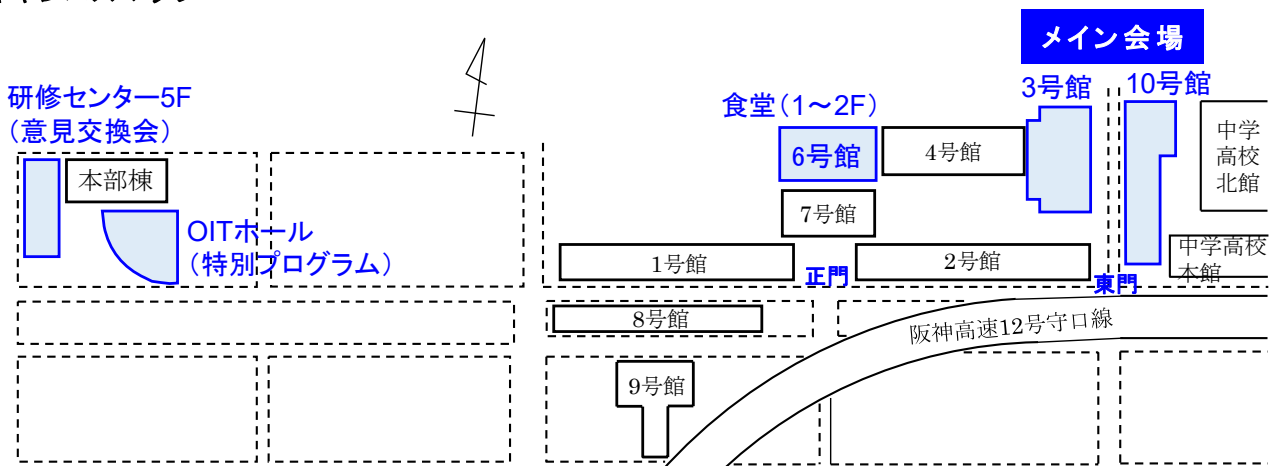 メイン会場
研修センター5F
(意見交換会)
本部棟
OITホール
(特別プログラム)
食堂(1～2F)
6号館
4号館
3号館
10号館
中学
高校
北館
7号館
1号館
正門
2号館
東門
中学高校
本館
8号館
阪神高速12号守口線
9号館